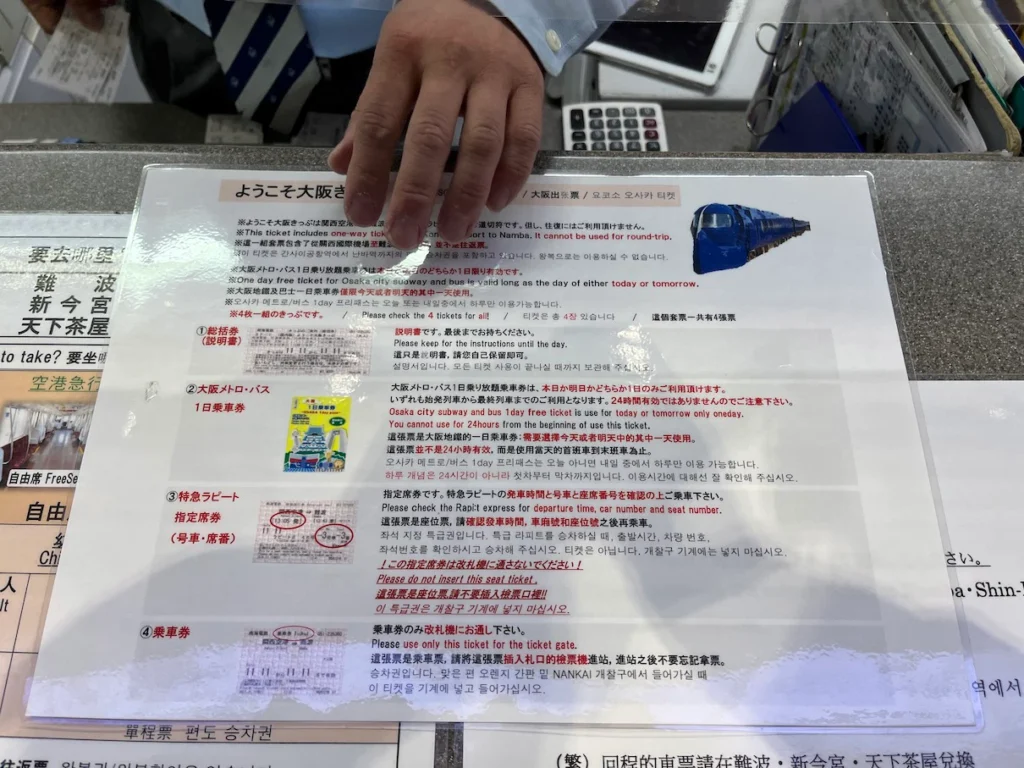 ようこそ大阪き
/ 大阪出張票 / 요코소 오사카 티켓
※ようこそ大阪きっぷは関西空
道切符です。但し、往復にはご利用頂けません。
※This ticket includes one-way ticket
port to Namba. It cannot be used for round-trip.
※這一組套票包含了從關西國際機場至難
並不是往返票。
※大阪メトロ・バス1日乗り放題乗車券は本日か明日のどちらか1日限り有効です。
※One day free for Osaka city subway and bus is valid long as the day of either today or tomorrow.
※大阪地鐵及巴士一日乗車券僅限今天或者明天的其中一天使用。
※오사카 메트로/버스 1day 프리패스는 오늘 또는 내일중에서 하루만 이용가능합니다.
※4枚一組のきっぷです。 / Please check the 4 tickets for all! / 티켓은 총 4장 있습니다 / 這個套票一共有4張
①総括券
(説明書)
説明書です。最後までお持ちください。
Please keep for the instructions until the day.
這只是說明書，請您自己保留即可。
설명서입니다. 모든 티켓 사용이 끝나실 때까지 보관해 주십시오.
②大阪メトロ・バス
1日乗車券
大阪メトロ・バス1日乗り放題乗車券は、本日か明日かどちらか1日のみご利用頂けます。
いずれも始発列車から最終列車までのご利用となります。24時間有効ではありませんのでご注意下さい。
Osaka city subway and bus 1day free ticket is use for today or tomorrow only oneday.
You cannot use for 24hours from the beginning of use this ticket.
這張票是大阪地鐵的一日乗車券：需要選擇今天或者明天中的其中一天使用。
這張票並不是24小時有效，而是使用當天的首班車到末班車為止。
오사카 메트로/버스 1day 프리패스는 오늘 아니면 내일 중에서 하루만 이용 가능합니다.
하루 개념은 24시간이 아니라 첫차부터 막차까지입니다. 이용시간에 대해선 잘 확인해 주십시오.
③特急ラピート
指定席券
(号車・席番)
指定席券です。特急ラピートの発車時間と号車と座席番号を確認の上ご乗車下さい。
Please check the Rapi:t express for departure time, car number and seat number.
這張票是座位票，請確認發車時間，車廂號和座位號之後再乘車。
좌석 지정 특급권입니다. 특급 라피트를 승차하실 때, 출발시간, 차량 번호,
좌석번호를 확인하시고 승차해 주십시오. 티켓은 아닙니다. 개찰구 기계에는 넣지 마십시오.
！この指定席券は改札機に通さないでください！
Please do not insert this seat ticket .
這張票是座位票,請不要插入檢票口裡!!
이 특급권은 개찰구 기계에 넣지 마십시오.
④乗車券
乗車券のみ改札機にお通し下さい。
Please use only this ticket for the ticket gate.
這張票是乗車票，請將這張票插入札口的檢票機進站，進站之後不要忘記拿票。
승차권입니다. 맞은 편 오렌지 간판 밑 NANKAI 개찰구에서 들어가실 때
이 티켓을 기계에 넣고 들어가십시오.
要去哪
難 波
新今宮
天下茶屋
to take? 要坐
空港急行
自由席 FreeSe
自由
人
lt
單程票 편도 승차권
さい。
ba・Shin-I
역에서
(繁) 回程的車票請在難波・新今宮・天下茶屋兌換